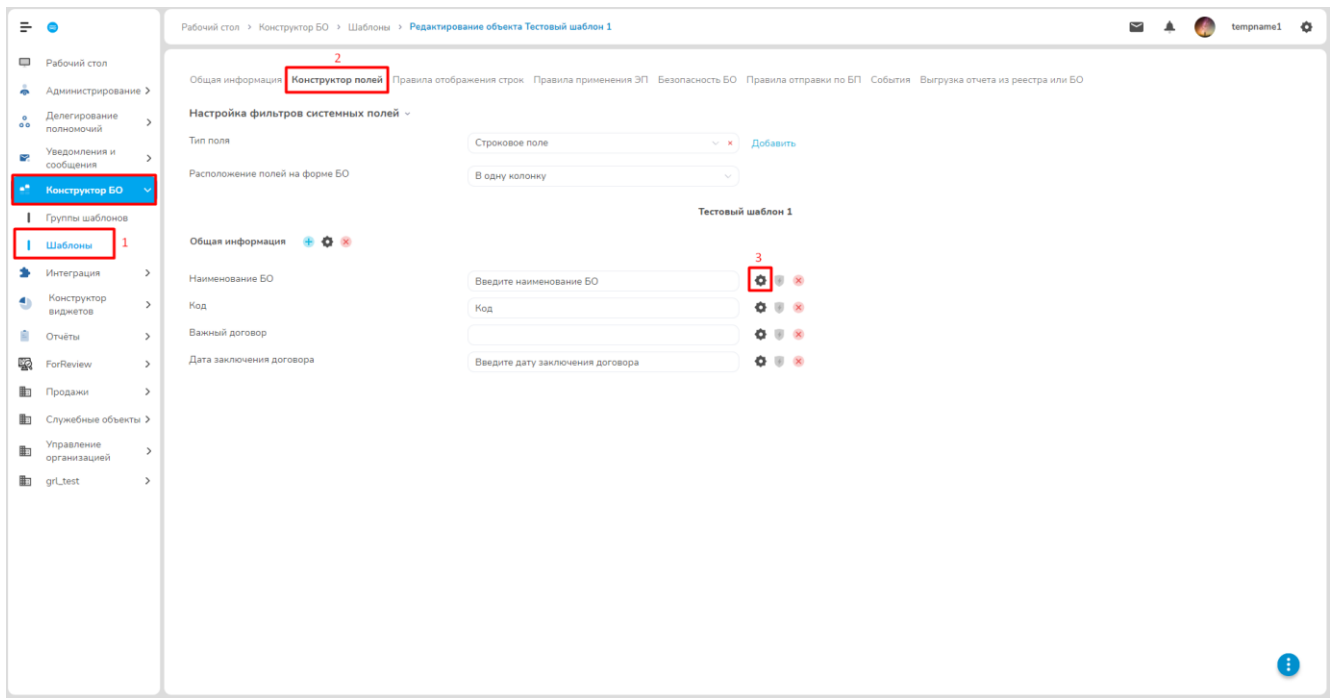 Рабочий стол > Конструктор БО > Шаблоны > Редактирование объекта Тестовый шаблон 1
tempname1
Рабочий стол
Администрирование
Делегирование
полномочий
Уведомления и
сообщения
Конструктор БО
Группы шаблонов
Шаблоны
1
Интеграция
Конструктор
виджетов
Отчёты
ForReview
Продажи
Служебные объекты
Управление
организацией
grl_test
2
Общая информация Конструктор полей Правила отображения строк Правила применения ЭП Безопасность БО Правила отправки по БП События Выгрузка отчета из реестра или БО
Настройка фильтров системных полей
Тип поля
Строковое поле
Добавить
Расположение полей на форме БО
В одну колонку
Тестовый шаблон 1
Общая информация
3
Наименование БО
Введите наименование БО
Код
Код
Важный договор
Дата заключения договора
Введите дату заключения договора